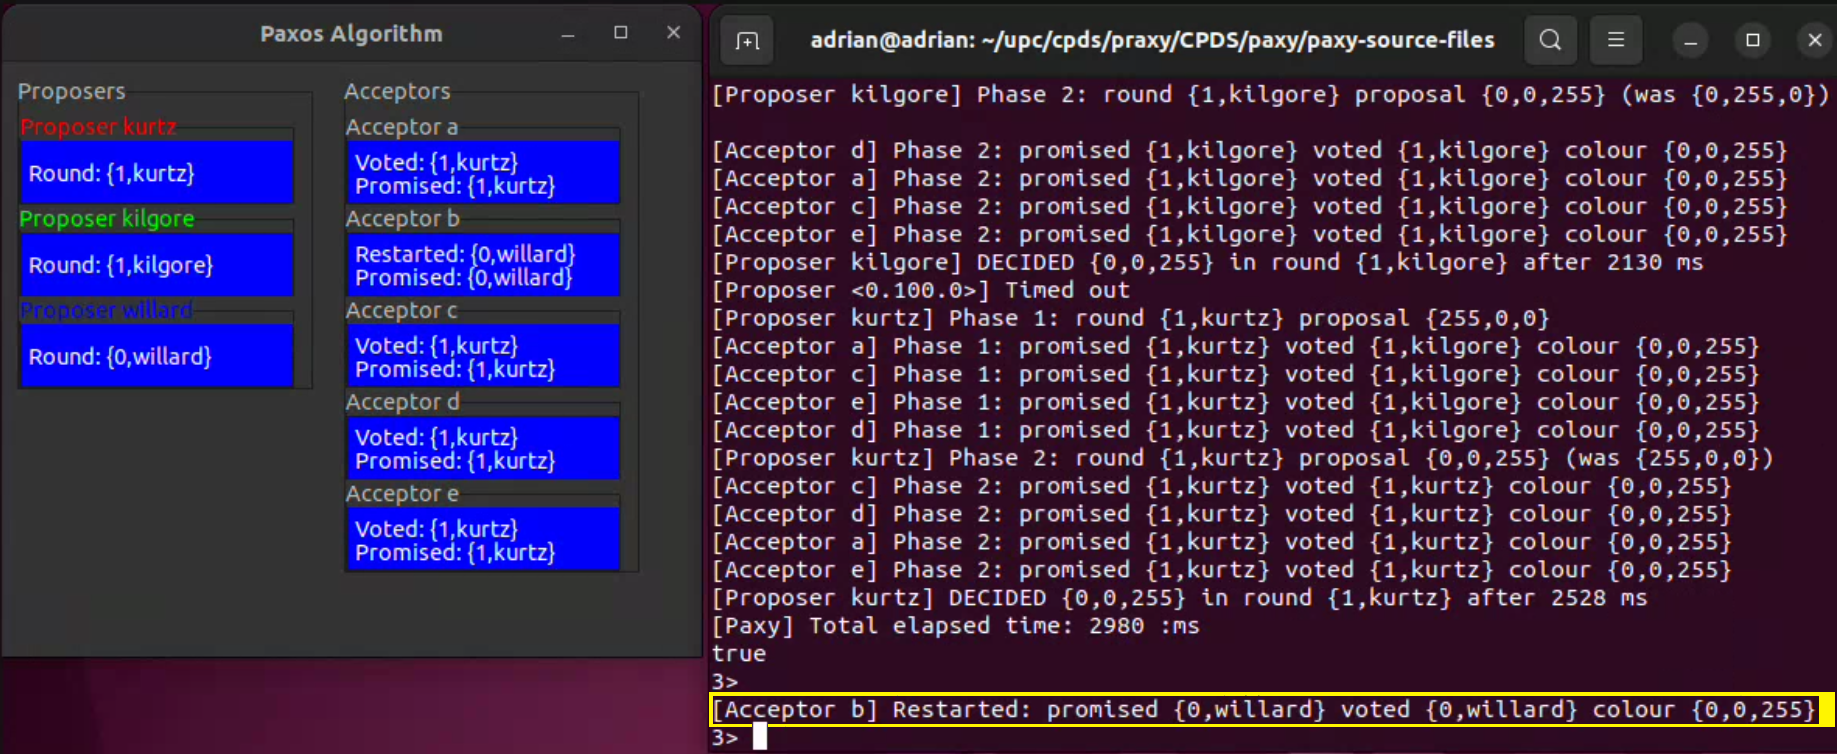 Paxos Algorithm
Proposers
Proposer kurtz
Round: {1,kurtz}
Proposer kilgore
Round: {1,kilgore}
Proposer willard
Round: {0,willard}
Acceptors
Acceptor a
Voted: {1,kurtz}
Promised: {1,kurtz}
Acceptor b
Restarted: {0,willard}
Promised: {0,willard}
Acceptor c
Voted: {1,kurtz}
Promised: {1,kurtz}
Acceptor d
Voted: {1,kurtz}
Promised: {1,kurtz}
Acceptor e
Voted: {1,kurtz}
Promised: {1,kurtz}
adrian@adrian: ~/upc/cpds/praxy/CPDS/paxy/paxy-source-files
[Proposer kilgore] Phase 2: round {1,kilgore} proposal {0,0,255} (was {0,255,0})
[Acceptor d] Phase 2: promised {1,kilgore} voted {1,kilgore} colour {0,0,255}
[Acceptor a] Phase 2: promised {1,kilgore} voted {1,kilgore} colour {0,0,255}
[Acceptor c] Phase 2: promised {1,kilgore} voted {1,kilgore} colour {0,0,255}
[Acceptor e] Phase 2: promised {1,kilgore} voted {1,kilgore} colour {0,0,255}
[Proposer kilgore] DECIDED {0,0,255} in round {1,kilgore} after 2130 ms
[Proposer <0.100.0>] Timed out
[Proposer kurtz] Phase 1: round {1,kurtz} proposal {255,0,0}
[Acceptor a] Phase 1: promised {1,kurtz} voted {1,kilgore} colour {0,0,255}
[Acceptor c] Phase 1: promised {1,kurtz} voted {1,kilgore} colour {0,0,255}
[Acceptor e] Phase 1: promised {1,kurtz} voted {1,kilgore} colour {0,0,255}
[Acceptor d] Phase 1: promised {1,kurtz} voted {1,kilgore} colour {0,0,255}
[Proposer kurtz] Phase 2: round {1,kurtz} proposal {0,0,255} (was {255,0,0})
[Acceptor c] Phase 2: promised {1,kurtz} voted {1,kurtz} colour {0,0,255}
[Acceptor d] Phase 2: promised {1,kurtz} voted {1,kurtz} colour {0,0,255}
[Acceptor a] Phase 2: promised {1,kurtz} voted {1,kurtz} colour {0,0,255}
[Acceptor e] Phase 2: promised {1,kurtz} voted {1,kurtz} colour {0,0,255}
[Proposer kurtz] DECIDED {0,0,255} in round {1,kurtz} after 2528 ms
[Paxy] Total elapsed time: 2980 :ms
true
3>
[Acceptor b] Restarted: promised {0,willard} voted {0,willard} colour {0,0,255}
3>